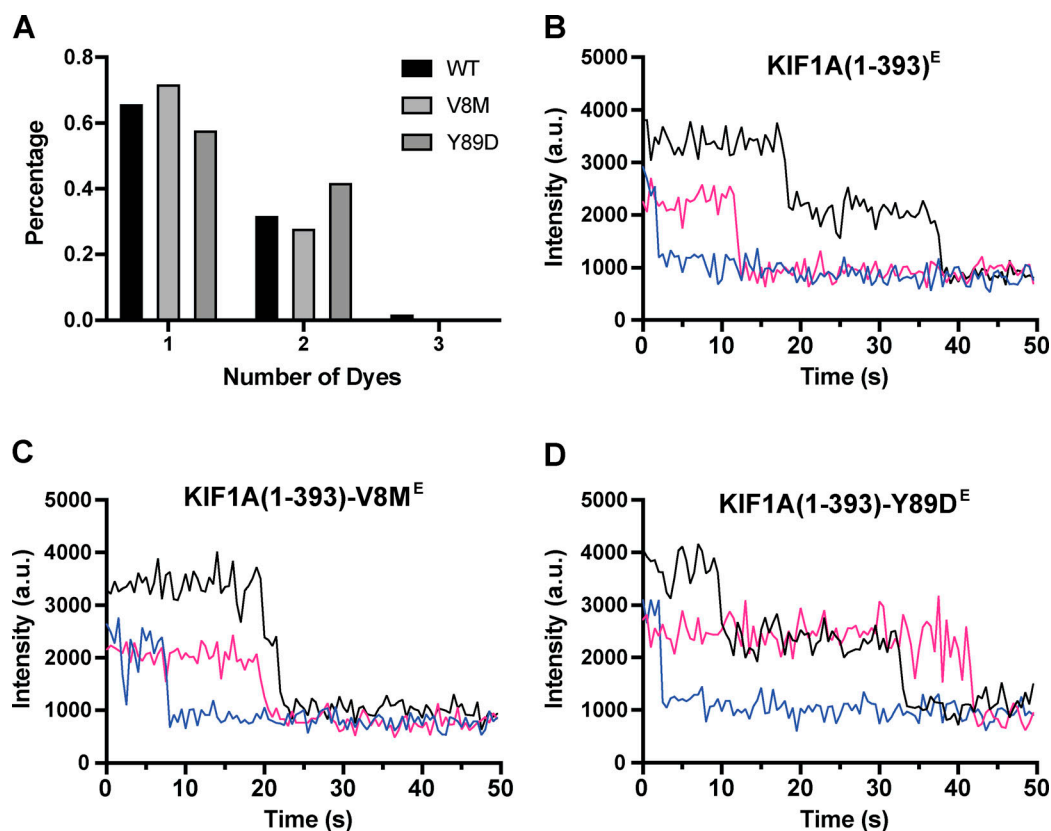 A
Percentage
0.8
0.6
0.4
0.2
0.0
WT
V8M
Y89D
1 2 3
Number of Dyes
B
KIF1A(1-393)E
Intensity (a.u.)
5000
4000
3000
2000
1000
0
0 10 20 30 40 50
Time (s)
C
KIF1A(1-393)-V8ME
Intensity (a.u.)
5000
4000
3000
2000
1000
0
0 10 20 30 40 50
Time (s)
D
KIF1A(1-393)-Y89DE
Intensity (a.u.)
5000
4000
3000
2000
1000
0
0 10 20 30 40 50
Time (s)